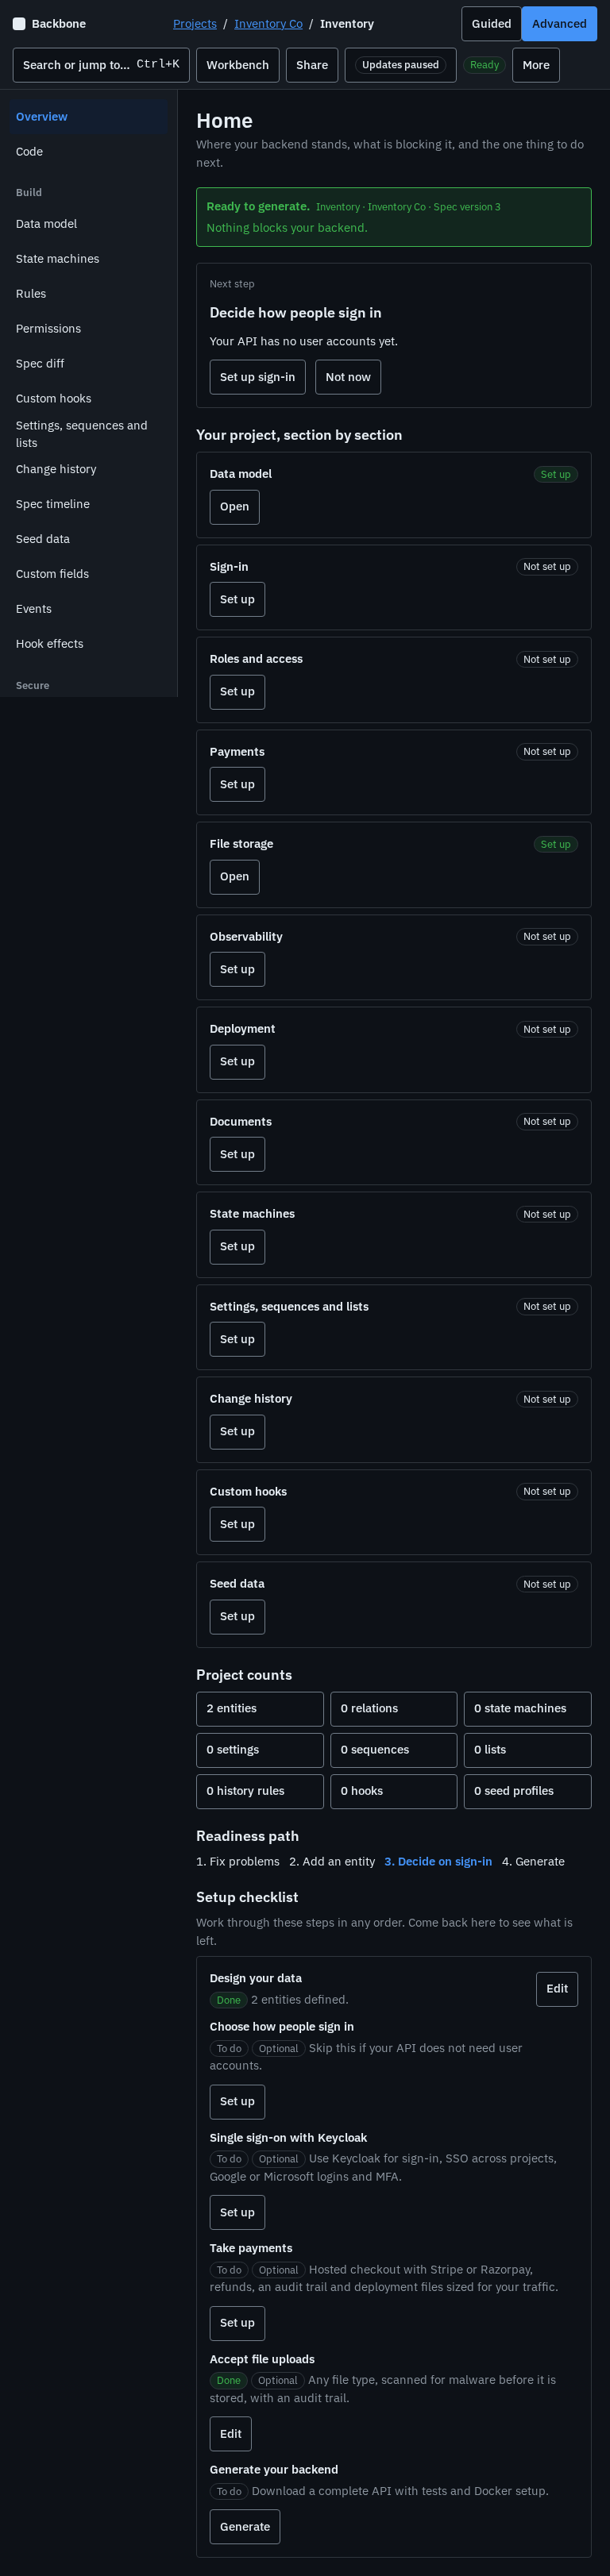 Backbone
Projects / Inventory Co / Inventory
Guided
Advanced
Search or jump to... Ctrl+K
Workbench
Share
Updates paused
Ready
More
Overview
Code
Build
Data model
State machines
Rules
Permissions
Spec diff
Custom hooks
Settings, sequences and
lists
Change history
Spec timeline
Seed data
Custom fields
Events
Hook effects
Secure
Home
Where your backend stands, what is blocking it, and the one thing to do
next.
Ready to generate. Inventory · Inventory Co · Spec version 3
Nothing blocks your backend.
Next step
Decide how people sign in
Your API has no user accounts yet.
Set up sign-in
Not now
Your project, section by section
Data model
Set up
Open
Sign-in
Not set up
Set up
Roles and access
Not set up
Set up
Payments
Not set up
Set up
File storage
Set up
Open
Observability
Not set up
Set up
Deployment
Not set up
Set up
Documents
Not set up
Set up
State machines
Not set up
Set up
Settings, sequences and lists
Not set up
Set up
Change history
Not set up
Set up
Custom hooks
Not set up
Set up
Seed data
Not set up
Set up
Project counts
2 entities
0 relations
0 state machines
0 settings
0 sequences
0 lists
0 history rules
0 hooks
0 seed profiles
Readiness path
1. Fix problems 2. Add an entity 3. Decide on sign-in 4. Generate
Setup checklist
Work through these steps in any order. Come back here to see what is
left.
Design your data
Done 2 entities defined.
Edit
Choose how people sign in
To do Optional Skip this if your API does not need user
accounts.
Set up
Single sign-on with Keycloak
To do Optional Use Keycloak for sign-in, SSO across projects,
Google or Microsoft logins and MFA.
Set up
Take payments
To do Optional Hosted checkout with Stripe or Razorpay,
refunds, an audit trail and deployment files sized for your traffic.
Set up
Accept file uploads
Done Optional Any file type, scanned for malware before it is
stored, with an audit trail.
Edit
Generate your backend
To do Download a complete API with tests and Docker setup.
Generate